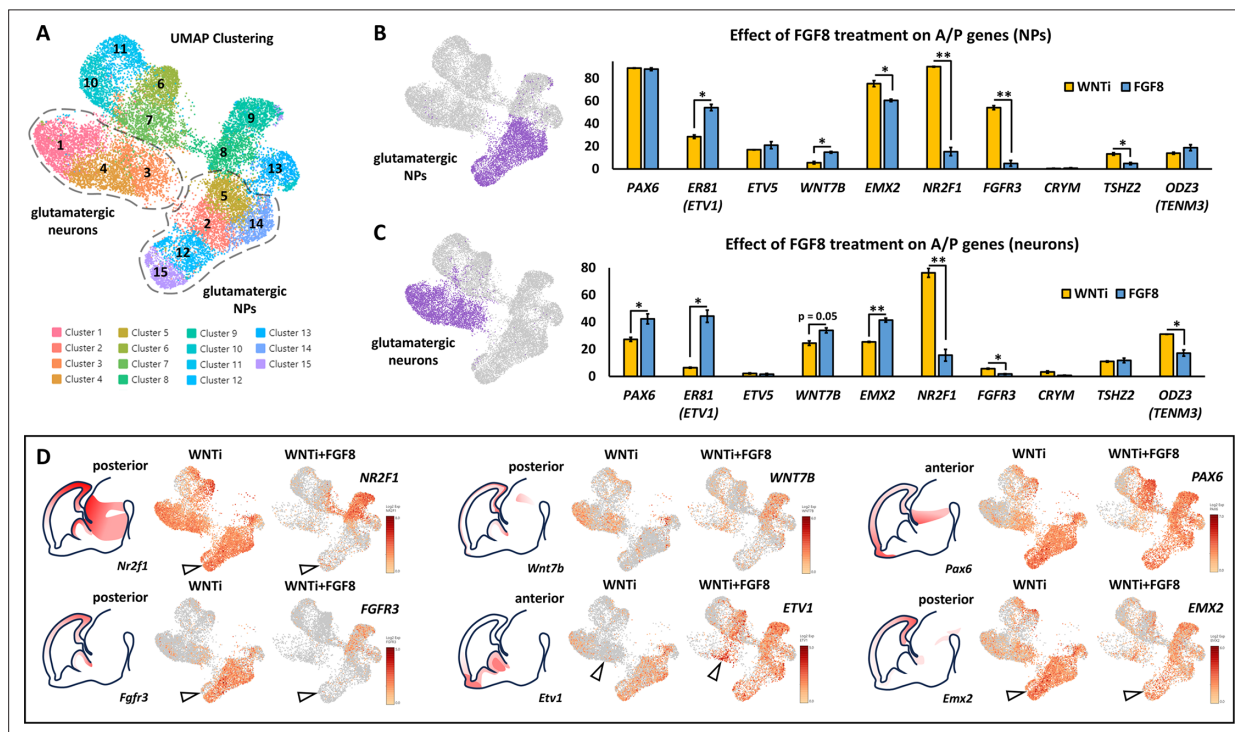 A
UMAP Clustering
11
10
6
7
9
1
8
13
4
3
5
2
14
12
15
glutamatergic
neurons
glutamatergic
NPs
Cluster 1
Cluster 2
Cluster 3
Cluster 4
Cluster 5
Cluster 6
Cluster 7
Cluster 8
Cluster 9
Cluster 10
Cluster 11
Cluster 12
Cluster 13
Cluster 14
Cluster 15
B
glutamatergic
NPs
Effect of FGF8 treatment on A/P genes (NPs)
WNTi FGF8
80
60
40
20
0
* * * ** ** *
PAX6 ER81 ETV5 WNT7B EMX2 NR2F1 FGFR3 CRYM TSHZ2 ODZ3
(ETV1) (TENM3)
C
glutamatergic
neurons
Effect of FGF8 treatment on A/P genes (neurons)
WNTi FGF8
80
60
40
20
0
* * p = 0.05 ** ** * *
PAX6 ER81 ETV5 WNT7B EMX2 NR2F1 FGFR3 CRYM TSHZ2 ODZ3
(ETV1) (TENM3)
D
posterior WNTi WNTi+FGF8
NR2F1
Nr2f1
posterior WNTi WNTi+FGF8
WNT7B
Wnt7b
anterior WNTi WNTi+FGF8
PAX6
Pax6
posterior WNTi WNTi+FGF8
FGFR3
Fgfr3
anterior WNTi WNTi+FGF8
ETV1
Etv1
posterior WNTi WNTi+FGF8
EMX2
Emx2